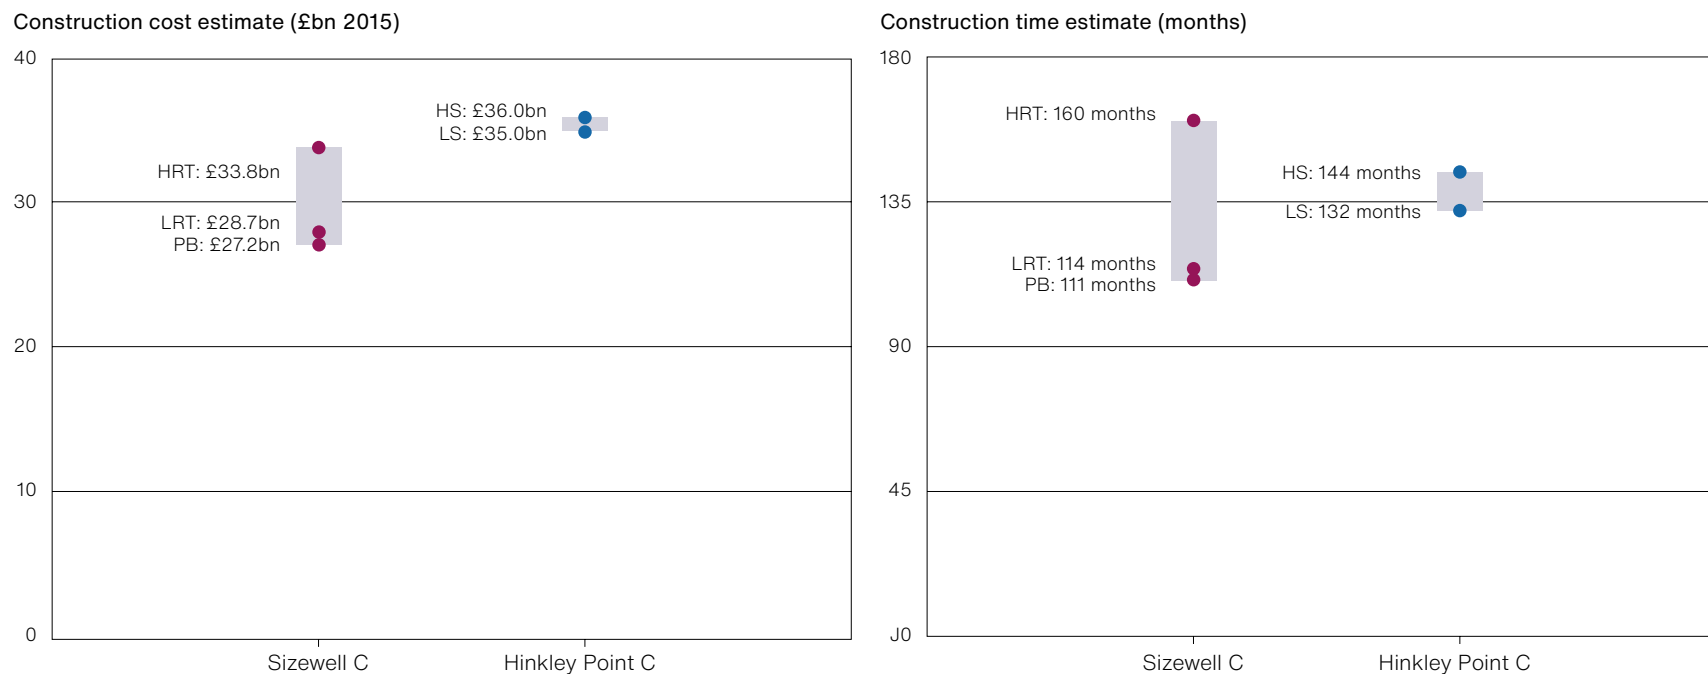 Construction cost estimate (£bn 2015)
40
30
20
10
0
HRT: £33.8bn
LRT: £28.7bn
PB: £27.2bn
HS: £36.0bn
LS: £35.0bn
Sizewell C
Hinkley Point C
Construction time estimate (months)
180
135
90
45
J0
HRT: 160 months
LRT: 114 months
PB: 111 months
HS: 144 months
LS: 132 months
Sizewell C
Hinkley Point C